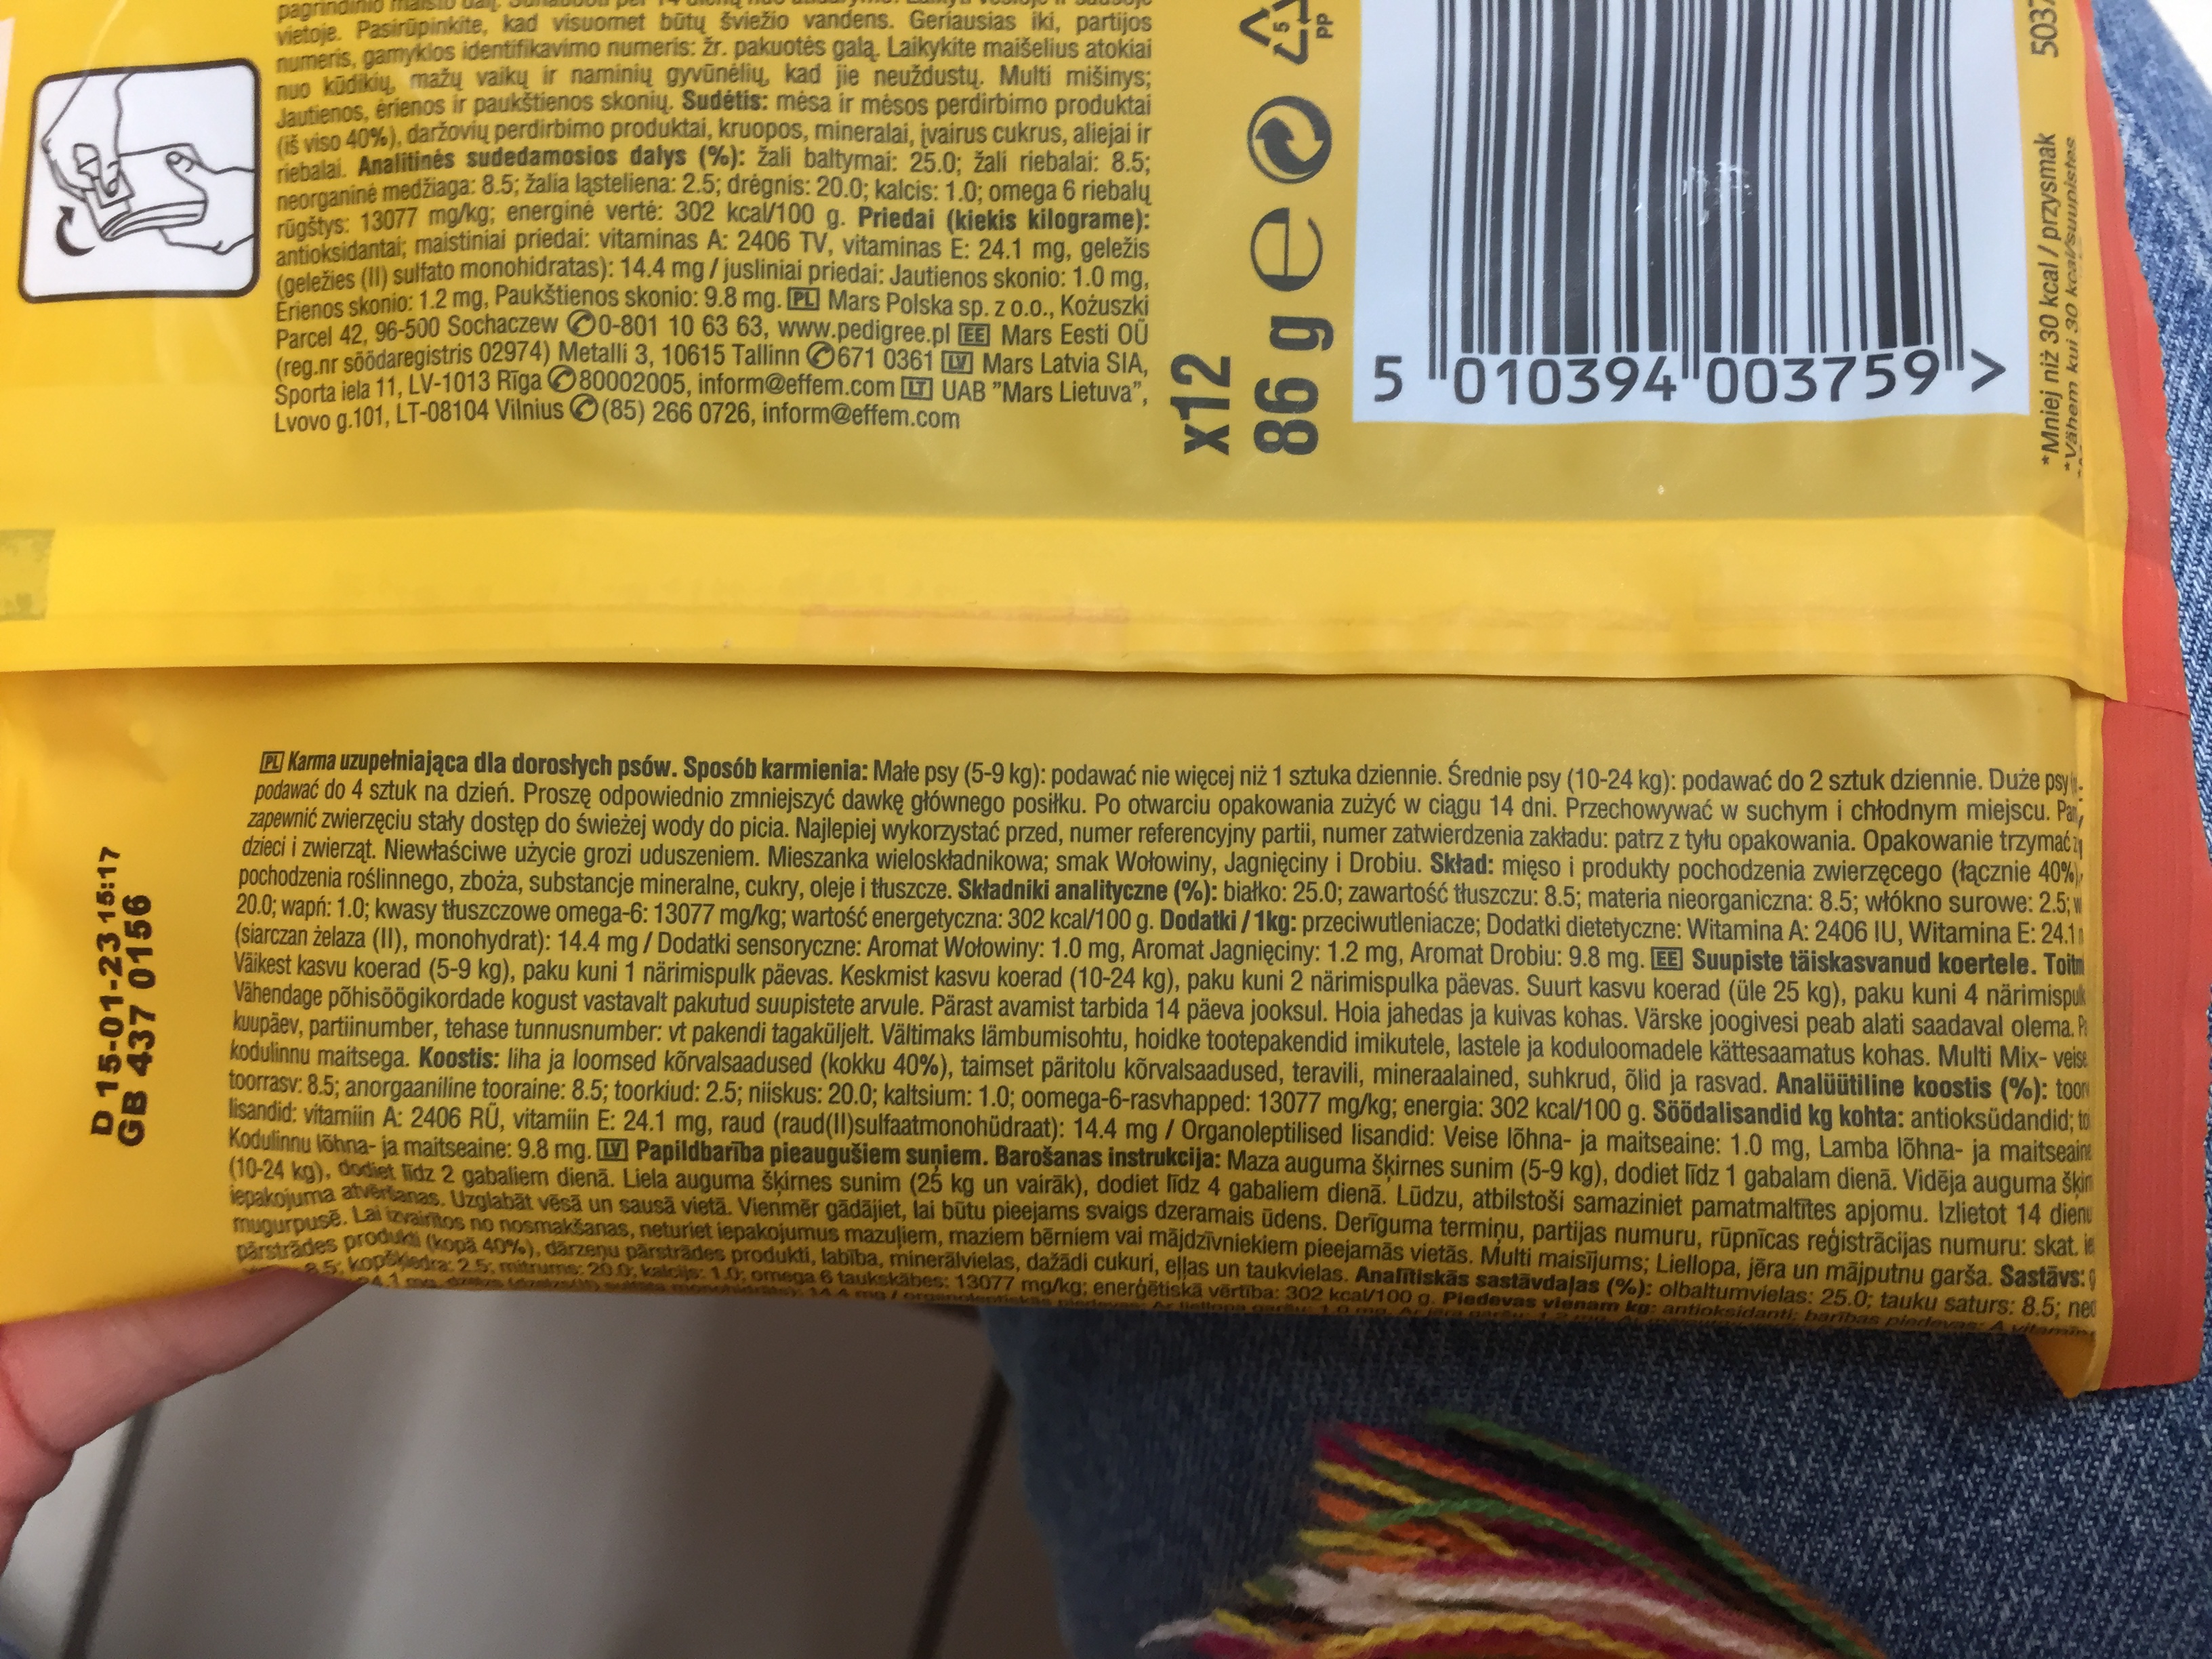 D 15-01-23 15:17
GB 437 0156
vietoje. Pasirūpinkite, kad visuomet būtų šviežio vandens. Geriausias iki, partijos
numeris, gamyklos identifikavimo numeris: žr. pakuotės galą. Laikykite maišelius atokiai
nuo kūdikių, mažų vaikų ir naminių gyvūnėlių, kad jie neuždustų. Multi mišinys;
Jautienos, ėrienos ir paukštienos skonių. Sudėtis: mėsa ir mėsos perdirbimo produktai
(iš viso 40%), daržovių perdirbimo produktai, kruopos, mineralai, įvairus cukrus, aliejai ir
riebalai. Analitinės sudedamosios dalys (%): žali baltymai: 25.0; žali riebalai: 8.5;
neorganinė medžiaga: 8.5; žalia ląsteliena: 2.5; drėgnis: 20.0; kalcis: 1.0; omega 6 riebalų
rūgštys: 13077 mg/kg; energinė vertė: 302 kcal/100 g. Priedai (kiekis kilograme):
antioksidantai; maistiniai priedai: vitaminas A: 2406 TV, vitaminas E: 24.1 mg, geležis
(geležies (II) sulfato monohidratas): 14.4 mg / jusliniai priedai: Jautienos skonio: 1.0 mg,
Ėrienos skonio: 1.2 mg, Paukštienos skonio: 9.8 mg. PL Mars Polska sp. z o.o., Kożuszki
Parcel 42, 96-500 Sochaczew ✆0-801 10 63 63, www.pedigree.pl EE Mars Eesti OÜ
(reg.nr söödaregistris 02974) Metalli 3, 10615 Tallinn ✆671 0361 LV Mars Latvia SIA,
Sporta iela 11, LV-1013 Rīga ✆80002005, inform@effem.com LT UAB "Mars Lietuva",
Lvovo g.101, LT-08104 Vilnius ✆(85) 266 0726, inform@effem.com
x12
86 g ℮
5
PP
5 010394 003759 >
*Mniej niż 30 kcal / przysmak
*Vähem kui 30 kcal/suupistes
5037
PL Karma uzupełniająca dla dorosłych psów. Sposób karmienia: Małe psy (5-9 kg): podawać nie więcej niż 1 sztuka dziennie. Średnie psy (10-24 kg): podawać do 2 sztuk dziennie. Duże psy
podawać do 4 sztuk na dzień. Proszę odpowiednio zmniejszyć dawkę głównego posiłku. Po otwarciu opakowania zużyć w ciągu 14 dni. Przechowywać w suchym i chłodnym miejscu.
zapewnić zwierzęciu stały dostęp do świeżej wody do picia. Najlepiej wykorzystać przed, numer referencyjny partii, numer zatwierdzenia zakładu: patrz z tyłu opakowania. Opakowanie trzymać
dzieci i zwierząt. Niewłaściwe użycie grozi uduszeniem. Mieszanka wieloskładnikowa; smak Wołowiny, Jagnięciny i Drobiu. Skład: mięso i produkty pochodzenia zwierzęcego (łącznie 40%)
pochodzenia roślinnego, zboża, substancje mineralne, cukry, oleje i tłuszcze. Składniki analityczne (%): białko: 25.0; zawartość tłuszczu: 8.5; materia nieorganiczna: 8.5; włókno surowe: 2.5;
20.0; wapń: 1.0; kwasy tłuszczowe omega-6: 13077 mg/kg; wartość energetyczna: 302 kcal/100 g. Dodatki / 1kg: przeciwutleniacze; Dodatki dietetyczne: Witamina A: 2406 IU, Witamina E: 24.1
(siarczan żelaza (II), monohydrat): 14.4 mg / Dodatki sensoryczne: Aromat Wołowiny: 1.0 mg, Aromat Jagnięciny: 1.2 mg, Aromat Drobiu: 9.8 mg. EE Suupiste täiskasvanud koertele.
Väikest kasvu koerad (5-9 kg), paku kuni 1 närimispulk päevas. Keskmist kasvu koerad (10-24 kg), paku kuni 2 närimispulka päevas. Suurt kasvu koerad (üle 25 kg), paku kuni 4
Vähendage põhisöögikordade kogust vastavalt pakutud suupistete arvule. Pärast avamist tarbida 14 päeva jooksul. Hoia jahedas ja kuivas kohas. Värske joogivesi peab alati saadaval olema.
kuupäev, partiinumber, tehase tunnusnumber: vt pakendi tagaküljelt. Vältimaks lämbumisohtu, hoidke tootepakendid imikutele, lastele ja koduloomadele kättesaamatus kohas. Multi Mix- veise
kodulinnu maitsega. Koostis: liha ja loomsed kõrvalsaadused (kokku 40%), taimset päritolu kõrvalsaadused, teravili, mineraalained, suhkrud, õlid ja rasvad. Analüütiline koostis (%):
toorrasv: 8.5; anorgaaniline tooraine: 8.5; toorkiud: 2.5; niiskus: 20.0; kaltsium: 1.0; oomega-6-rasvhapped: 13077 mg/kg; energia: 302 kcal/100 g. Söödalisandid kg kohta: antioksüdandid;
lisandid: vitamiin A: 2406 RÜ, vitamiin E: 24.1 mg, raud (raud(II)sulfaatmonohüdraat): 14.4 mg / Organoleptilised lisandid: Veise lõhna- ja maitseaine: 1.0 mg, Lamba lõhna- ja maitseaine
Kodulinnu lõhna- ja maitseaine: 9.8 mg. LV Papildbarība pieaugušiem suņiem. Barošanas instrukcija: Maza auguma šķirnes sunim (5-9 kg), dodiet līdz 1 gabalam dienā. Vidēja auguma
(10-24 kg), dodiet līdz 2 gabaliem dienā. Liela auguma šķirnes sunim (25 kg un vairāk), dodiet līdz 4 gabaliem dienā. Lūdzu, atbilstoši samaziniet pamatmaltītes apjomu. Izlietot 14
iepakojuma atvēršanas. Uzglabāt vēsā un sausā vietā. Vienmēr gādājiet, lai būtu pieejams svaigs dzeramais ūdens. Derīguma termiņu, partijas numuru, rūpnīcas reģistrācijas numuru: skat.
mugurpusē. Lai izvairītos no nosmakšanas, neturiet iepakojumus mazuļiem, maziem bērniem vai mājdzīvniekiem pieejamās vietās. Multi maisījums; Liellopa, jēra un mājputnu garša. Sastāvs:
pārstrādes produkti (kopā 40%), dārzeņu pārstrādes produkti, labība, minerālvielas, dažādi cukuri, eļļas un taukvielas. Analītiskās sastāvdaļas (%): olbaltumvielas: 25.0; tauku saturs: 8.5;
8.5; kopšķiedra: 2.5; mitrums: 20.0; kalcijs: 1.0; omega 6 taukskābes: 13077 mg/kg; enerģētiskā vērtība: 302 kcal/100 g. Piedevas vienam kg: antioksidanti;